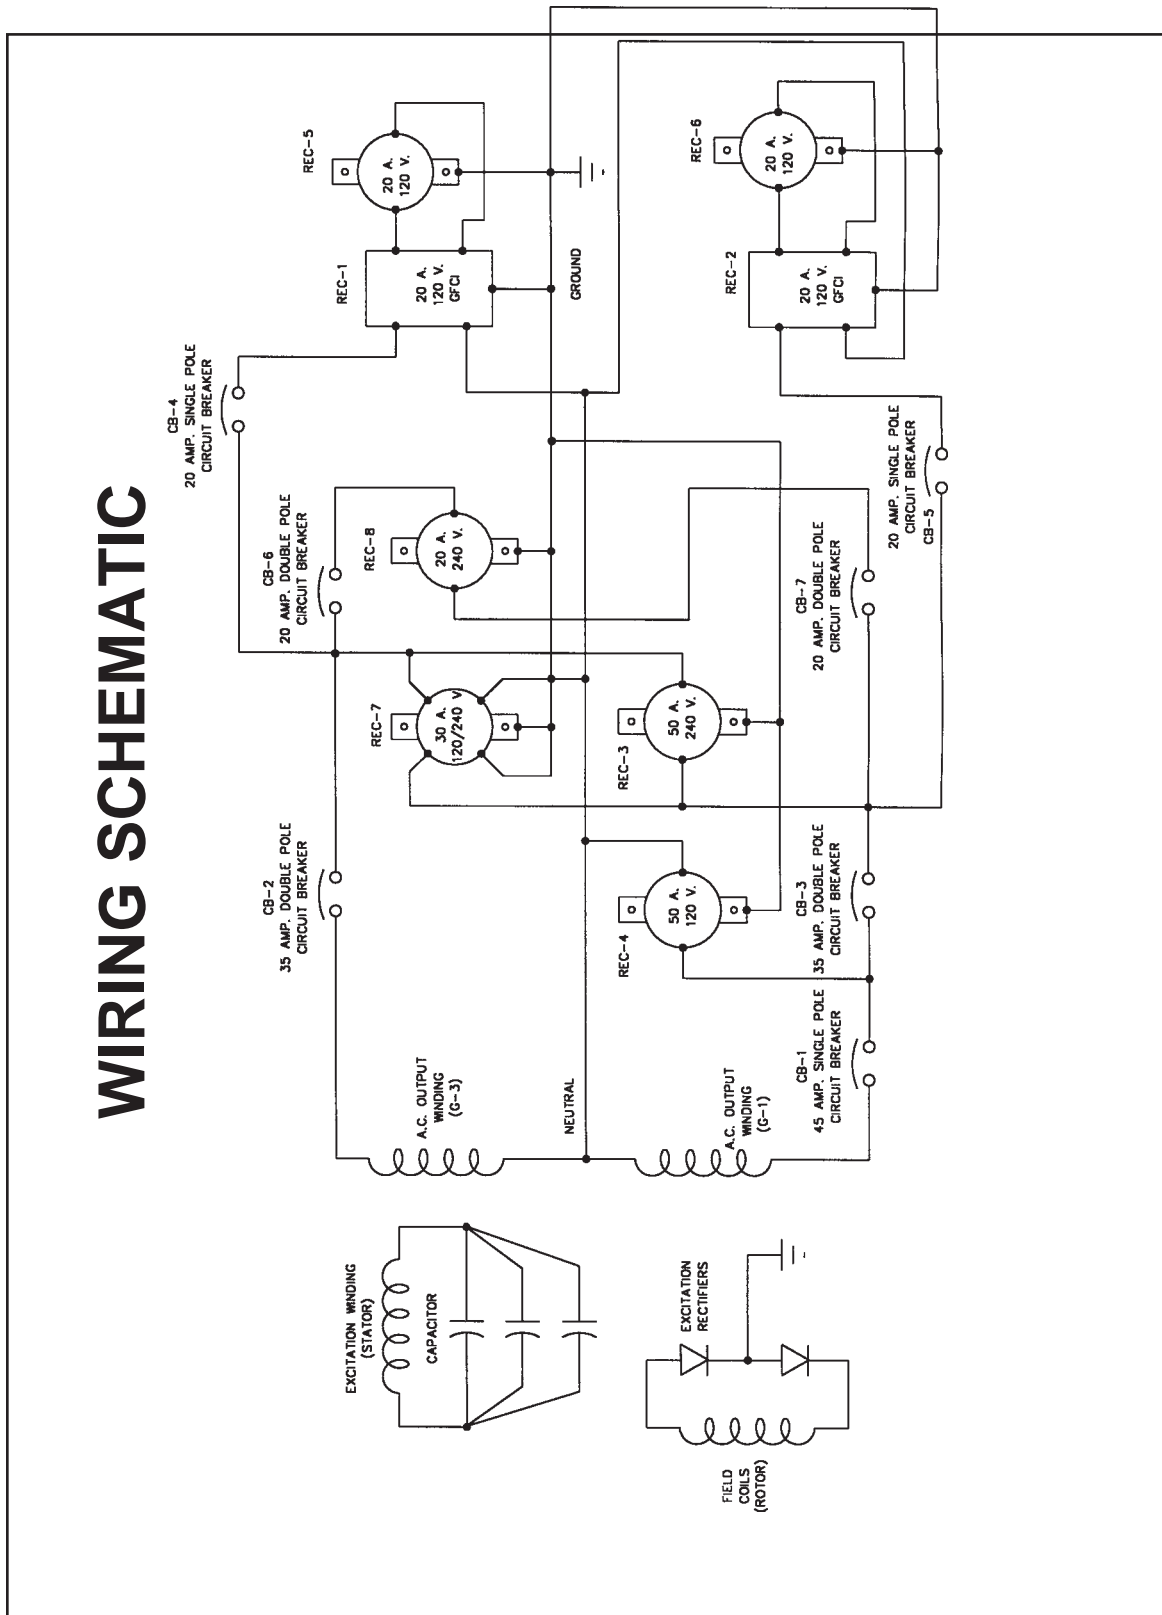 WIRING SCHEMATIC
EXCITATION WINDING
(STATOR)
CAPACITOR
FIELD
COILS
(ROTOR)
EXCITATION
RECTIFIERS
A.C. OUTPUT
WINDING
(G-3)
NEUTRAL
A.C. OUTPUT
WINDING
(G-1)
CB-1
45 AMP. SINGLE POLE
CIRCUIT BREAKER
CB-2
35 AMP. DOUBLE POLE
CIRCUIT BREAKER
CB-3
35 AMP. DOUBLE POLE
CIRCUIT BREAKER
REC-4
50 A.
120 V.
REC-3
50 A.
240 V.
REC-7
30 A.
120/240 V.
CB-6
20 AMP. DOUBLE POLE
CIRCUIT BREAKER
REC-8
20 A.
240 V.
CB-7
20 AMP. DOUBLE POLE
CIRCUIT BREAKER
CB-4
20 AMP. SINGLE POLE
CIRCUIT BREAKER
20 AMP. SINGLE POLE
CIRCUIT BREAKER
CB-5
REC-1
20 A.
120 V.
GFCI
GROUND
REC-5
20 A.
120 V.
REC-2
20 A.
120 V.
GFCI
REC-6
20 A.
120 V.